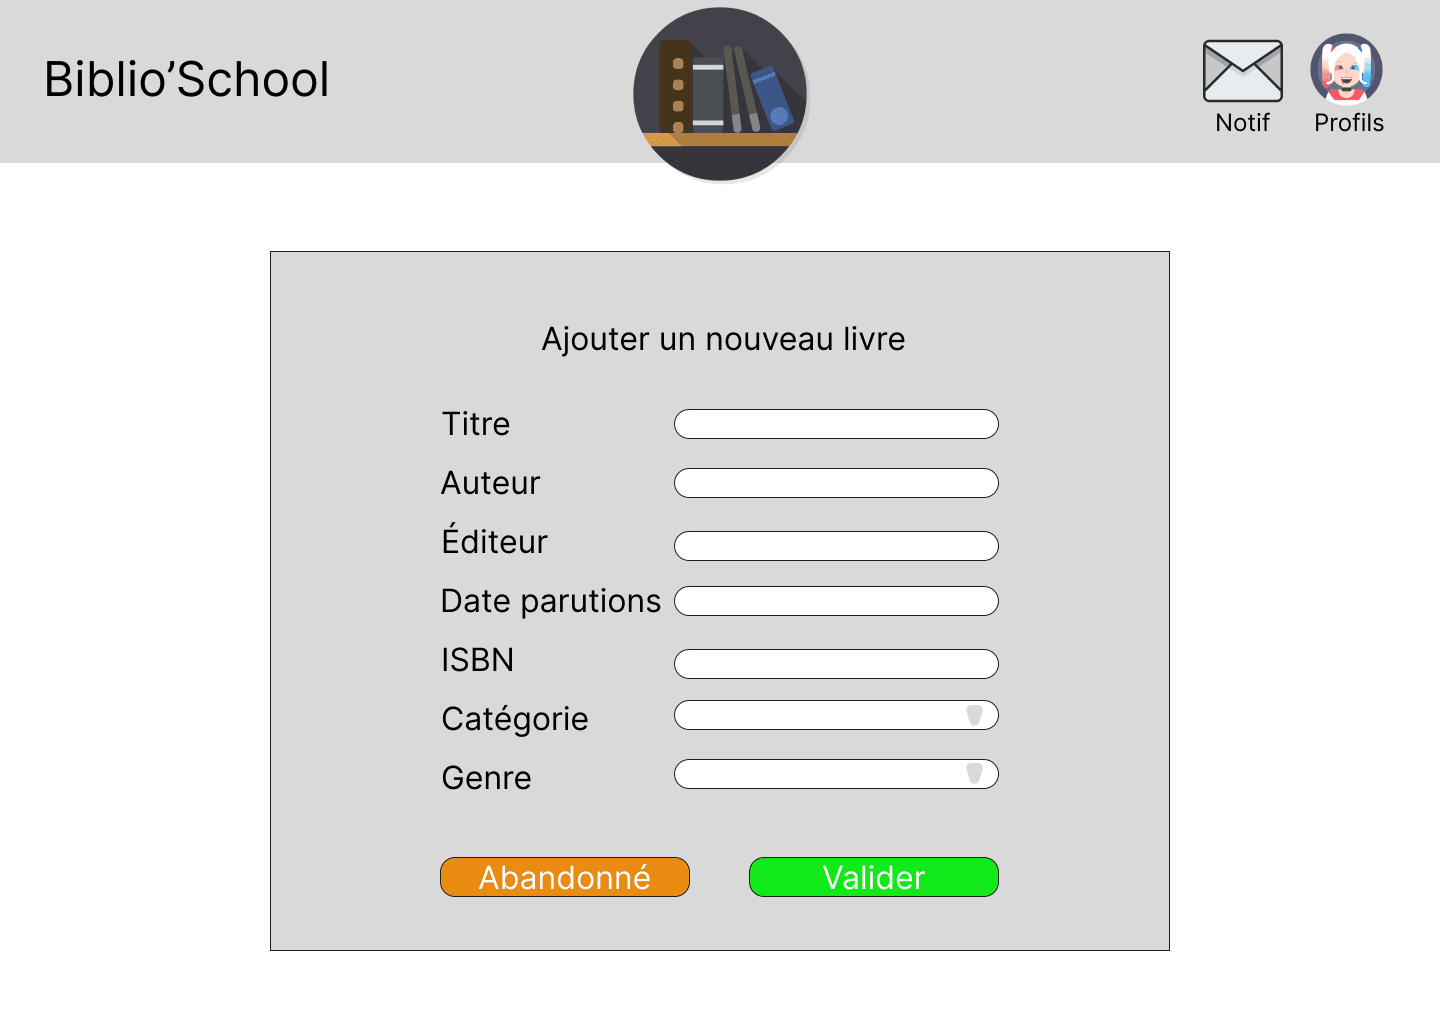 Biblio’School
Notif
Profils
Ajouter un nouveau livre
Titre
Auteur
Éditeur
Date parutions
ISBN
Catégorie
Genre
Abandonné
Valider